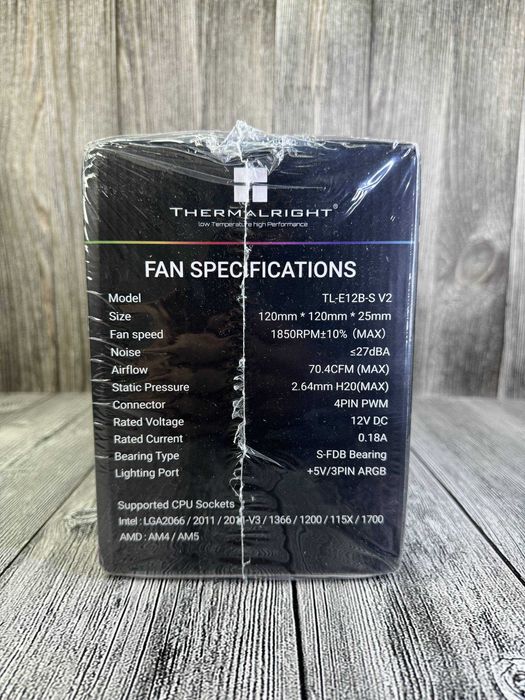 THERMALRIGHT®
low Temperature high Performance
FAN SPECIFICATIONS
Model TL-E12B-S V2
Size 120mm * 120mm * 25mm
Fan speed 1850RPM±10% (MAX)
Noise ≤27dBA
Airflow 70.4CFM (MAX)
Static Pressure 2.64mm H20(MAX)
Connector 4PIN PWM
Rated Voltage 12V DC
Rated Current 0.18A
Bearing Type S-FDB Bearing
Lighting Port +5V/3PIN ARGB
Supported CPU Sockets
Intel : LGA2066 / 2011 / 2011-V3 / 1366 / 1200 / 115X / 1700
AMD : AM4 / AM5